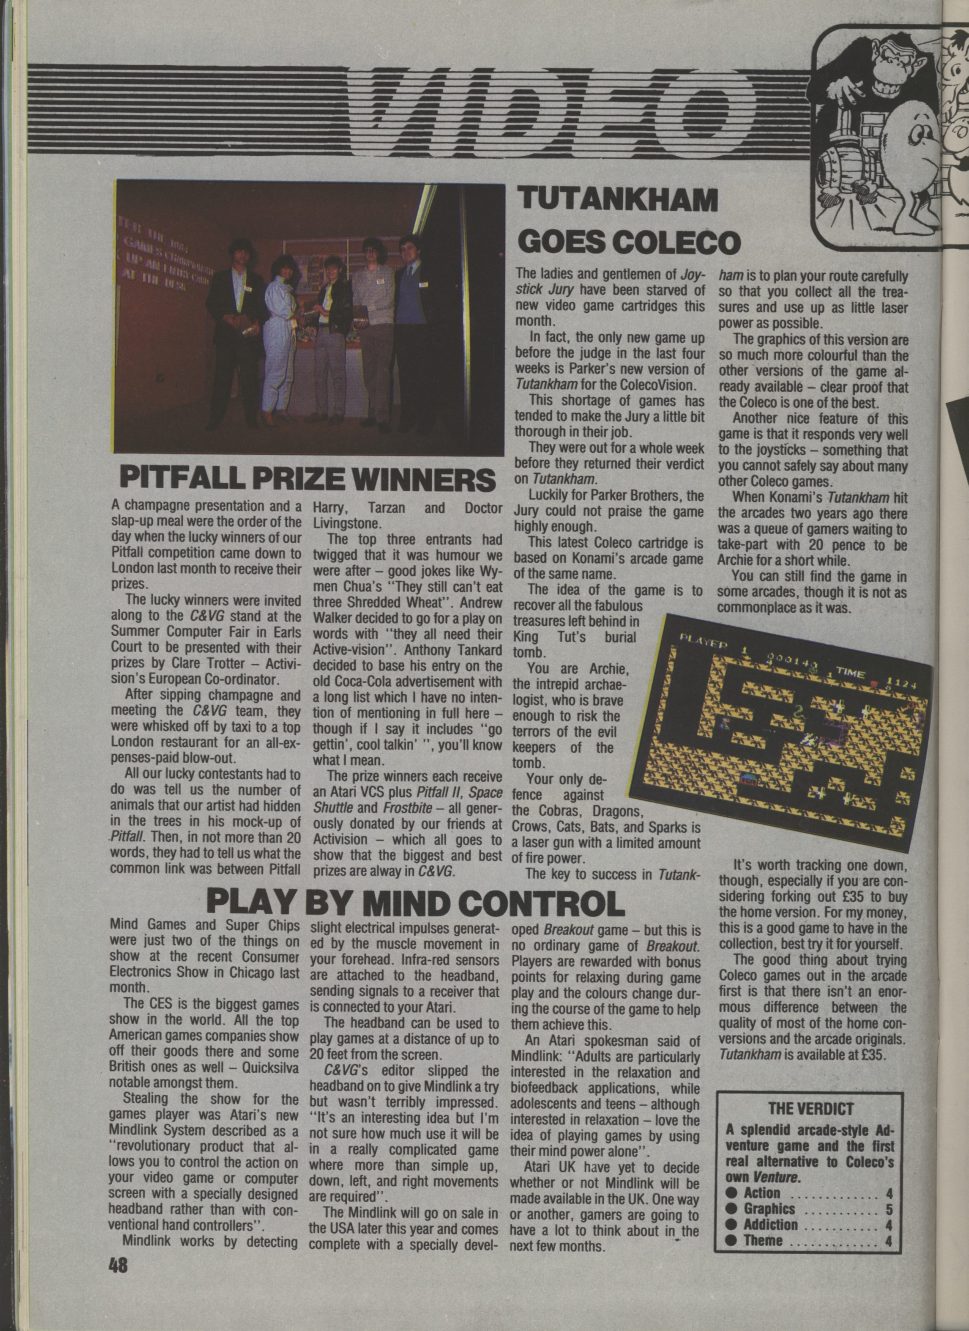 VIDEO
TUTANKHAM
GOES COLECO
The ladies and gentlemen of Joy-
stick Jury have been starved of
new video game cartridges this
month.
In fact, the only new game up
before the judge in the last four
weeks is Parker's new version of
Tutankham for the ColecoVision.
This shortage of games has
tended to make the Jury a little bit
thorough in their job.
They were out for a whole week
before they returned their verdict
on Tutankham.
Luckily for Parker Brothers, the
Jury could not praise the game
highly enough.
This latest Coleco cartridge is
based on Konami's arcade game
of the same name.
The idea of the game is to
recover all the fabulous
treasures left behind in
King Tut's burial
tomb.
You are Archie,
the intrepid archae-
logist, who is brave
enough to risk the
terrors of the evil
keepers of the
tomb.
Your only de-
fence against
the Cobras, Dragons,
Crows, Cats, Bats, and Sparks is
a laser gun with a limited amount
of fire power.
The key to success in Tutank-
ham is to plan your route carefully
so that you collect all the trea-
sures and use up as little laser
power as possible.
The graphics of this version are
so much more colourful than the
other versions of the game al-
ready available – clear proof that
the Coleco is one of the best.
Another nice feature of this
game is that it responds very well
to the joysticks – something that
you cannot safely say about many
other Coleco games.
When Konami's Tutankham hit
the arcades two years ago there
was a queue of gamers waiting to
take-part with 20 pence to be
Archie for a short while.
You can still find the game in
some arcades, though it is not as
commonplace as it was.
PLAYER 1 000140 TIME 1124
It's worth tracking one down,
though, especially if you are con-
sidering forking out £35 to buy
the home version. For my money,
this is a good game to have in the
collection, best try it for yourself.
The good thing about trying
Coleco games out in the arcade
first is that there isn't an enor-
mous difference between the
quality of most of the home con-
versions and the arcade originals.
Tutankham is available at £35.
THE VERDICT
A splendid arcade-style Ad-
venture game and the first
real alternative to Coleco's
own Venture.
● Action ............. 4
● Graphics ........... 5
● Addiction .......... 4
● Theme ............. 4
GAMES CHAMPIONSHIP
UP AN ENTRY CARD
AT THE DESK
PITFALL PRIZE WINNERS
A champagne presentation and a
slap-up meal were the order of the
day when the lucky winners of our
Pitfall competition came down to
London last month to receive their
prizes.
The lucky winners were invited
along to the C&VG stand at the
Summer Computer Fair in Earls
Court to be presented with their
prizes by Clare Trotter – Activi-
sion's European Co-ordinator.
After sipping champagne and
meeting the C&VG team, they
were whisked off by taxi to a top
London restaurant for an all-ex-
penses-paid blow-out.
All our lucky contestants had to
do was tell us the number of
animals that our artist had hidden
in the trees in his mock-up of
Pitfall. Then, in not more than 20
words, they had to tell us what the
common link was between Pitfall
Harry, Tarzan and Doctor
Livingstone.
The top three entrants had
twigged that it was humour we
were after – good jokes like Wy-
men Chua's "They still can't eat
three Shredded Wheat". Andrew
Walker decided to go for a play on
words with "they all need their
Active-vision". Anthony Tankard
decided to base his entry on the
old Coca-Cola advertisement with
a long list which I have no inten-
tion of mentioning in full here –
though if I say it includes "go
gettin', cool talkin' ", you'll know
what I mean.
The prize winners each receive
an Atari VCS plus Pitfall II, Space
Shuttle and Frostbite – all gener-
ously donated by our friends at
Activision – which all goes to
show that the biggest and best
prizes are alway in C&VG.
PLAY BY MIND CONTROL
Mind Games and Super Chips
were just two of the things on
show at the recent Consumer
Electronics Show in Chicago last
month.
The CES is the biggest games
show in the world. All the top
American games companies show
off their goods there and some
British ones as well – Quicksilva
notable amongst them.
Stealing the show for the
games player was Atari's new
Mindlink System described as a
"revolutionary product that al-
lows you to control the action on
your video game or computer
screen with a specially designed
headband rather than with con-
ventional hand controllers".
Mindlink works by detecting
slight electrical impulses generat-
ed by the muscle movement in
your forehead. Infra-red sensors
are attached to the headband,
sending signals to a receiver that
is connected to your Atari.
The headband can be used to
play games at a distance of up to
20 feet from the screen.
C&VG's editor slipped the
headband on to give Mindlink a try
but wasn't terribly impressed.
"It's an interesting idea but I'm
not sure how much use it will be
in a really complicated game
where more than simple up,
down, left, and right movements
are required".
The Mindlink will go on sale in
the USA later this year and comes
complete with a specially devel-
oped Breakout game – but this is
no ordinary game of Breakout.
Players are rewarded with bonus
points for relaxing during game
play and the colours change dur-
ing the course of the game to help
them achieve this.
An Atari spokesman said of
Mindlink: "Adults are particularly
interested in the relaxation and
biofeedback applications, while
adolescents and teens – although
interested in relaxation – love the
idea of playing games by using
their mind power alone".
Atari UK have yet to decide
whether or not Mindlink will be
made available in the UK. One way
or another, gamers are going to
have a lot to think about in the
next few months.
48